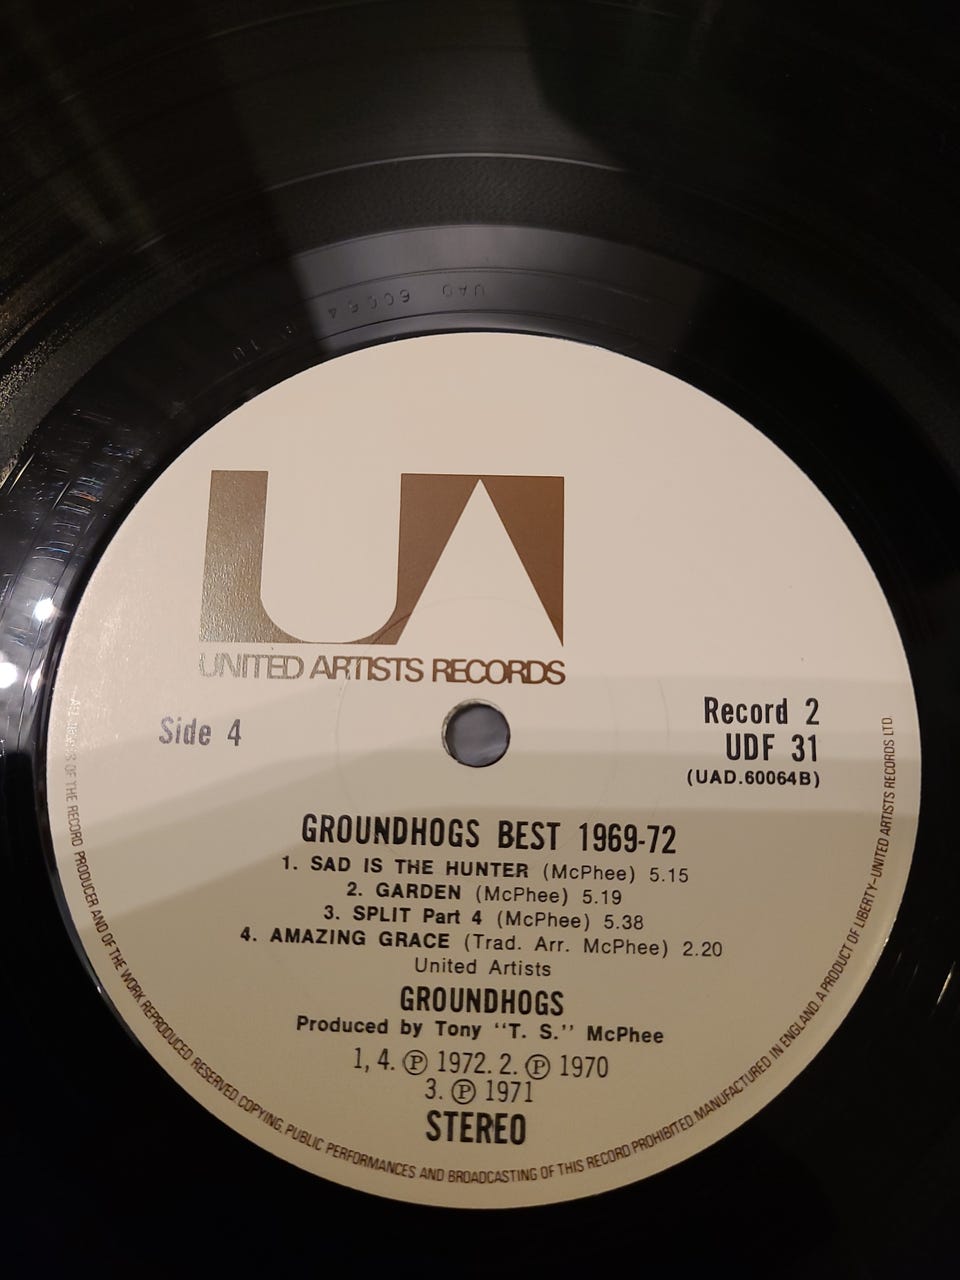 UAD 60064
UA
UNITED ARTISTS RECORDS
Side 4
Record 2
UDF 31
(UAD.60064B)
GROUNDHOGS BEST 1969-72
1. SAD IS THE HUNTER (McPhee) 5.15
2. GARDEN (McPhee) 5.19
3. SPLIT Part 4 (McPhee) 5.38
4. AMAZING GRACE (Trad. Arr. McPhee) 2.20
United Artists
GROUNDHOGS
Produced by Tony “T. S.” McPhee
1, 4. ℗ 1972. 2. ℗ 1970
3. ℗ 1971
STEREO
ALL RIGHTS OF THE RECORD PRODUCER AND OF THE WORK REPRODUCED RESERVED. COPYING, PUBLIC PERFORMANCES AND BROADCASTING OF THIS RECORD PROHIBITED. MANUFACTURED IN ENGLAND. A PRODUCT OF LIBERTY-UNITED ARTISTS RECORDS LTD.